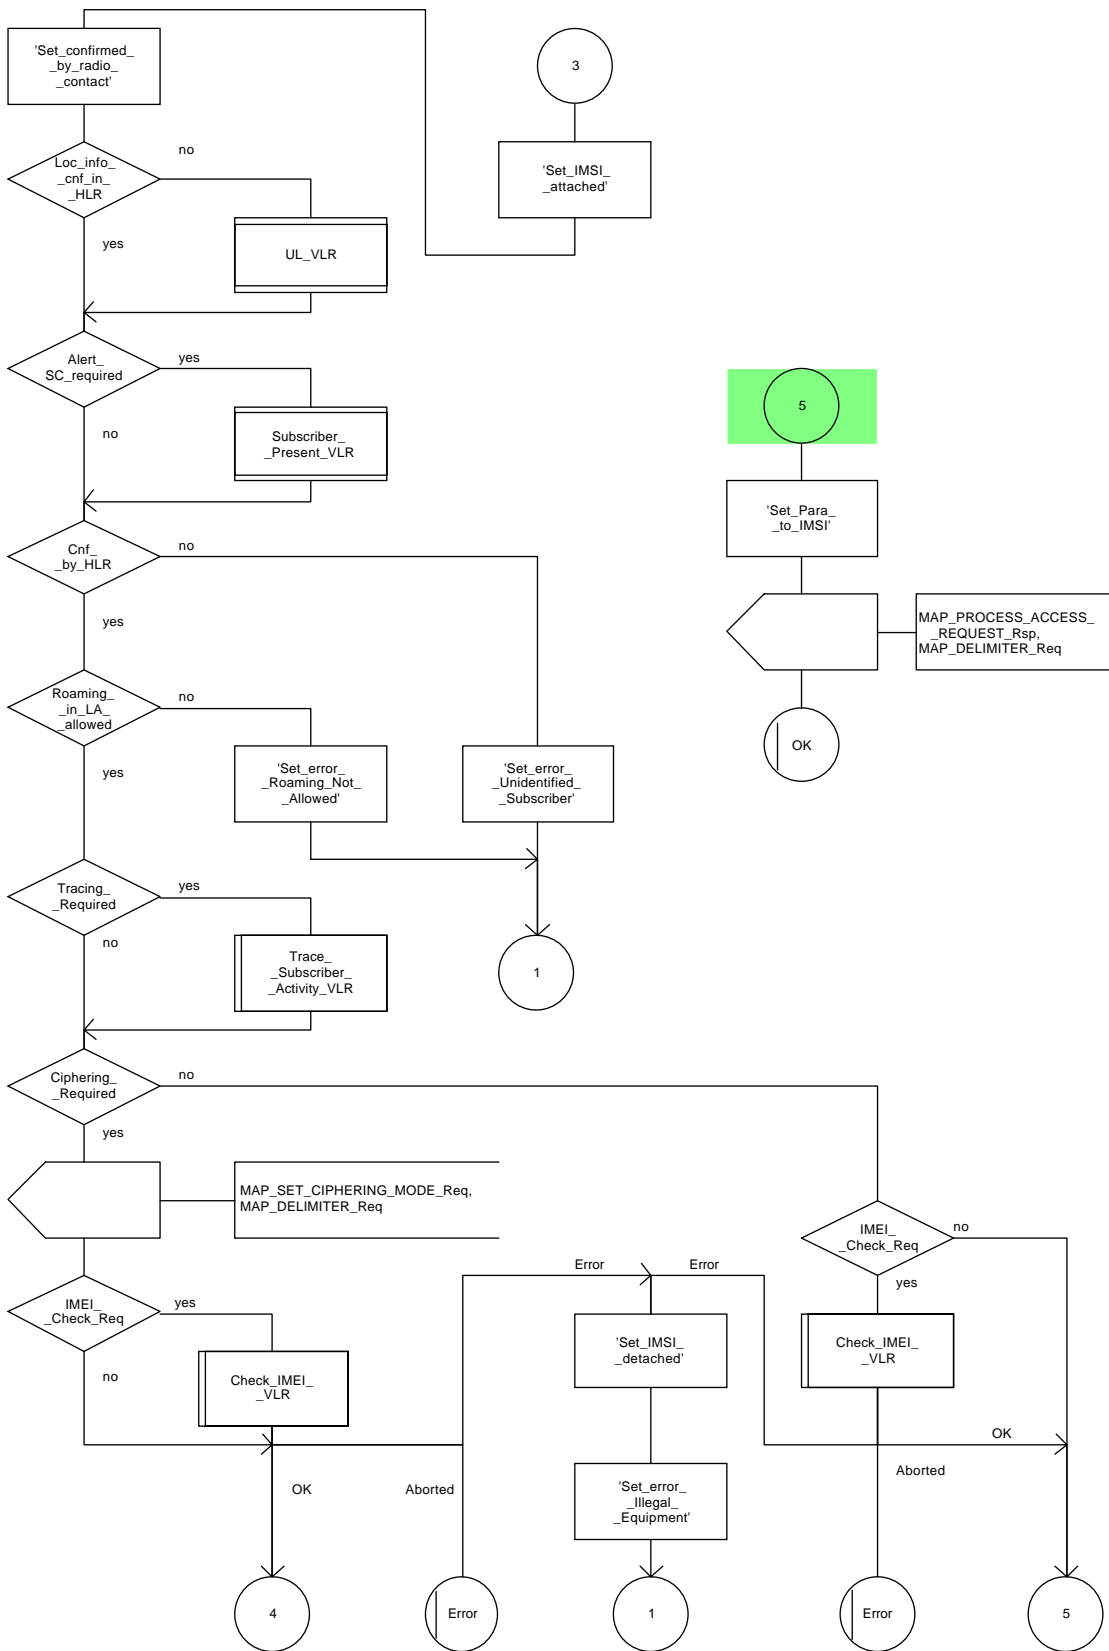 'Set_confirmed_
_by_radio_
_contact'
3
Loc_info_
_cnf_in_
_HLR
no
yes
'Set_IMSI_
_attached'
UL_VLR
Alert_
SC_required
yes
no
Subscriber_
_Present_VLR
5
'Set_Para_
_to_IMSI'
Cnf_
_by_HLR
no
yes
MAP_PROCESS_ACCESS_
_REQUEST_Rsp,
MAP_DELIMITER_Req
OK
Roaming_
_in_LA_
_allowed
no
yes
'Set_error_
_Roaming_Not_
_Allowed'
'Set_error_
_Unidentified_
_Subscriber'
Tracing_
_Required
yes
no
Trace_
_Subscriber_
_Activity_VLR
1
Ciphering_
_Required
no
yes
MAP_SET_CIPHERING_MODE_Req,
MAP_DELIMITER_Req
IMEI_
_Check_Req
no
yes
Error
Error
IMEI_
_Check_Req
yes
no
Check_IMEI_
_VLR
'Set_IMSI_
_detached'
Check_IMEI_
_VLR
OK
Aborted
OK
Aborted
'Set_error_
_Illegal_
_Equipment'
4
Error
1
Error
5